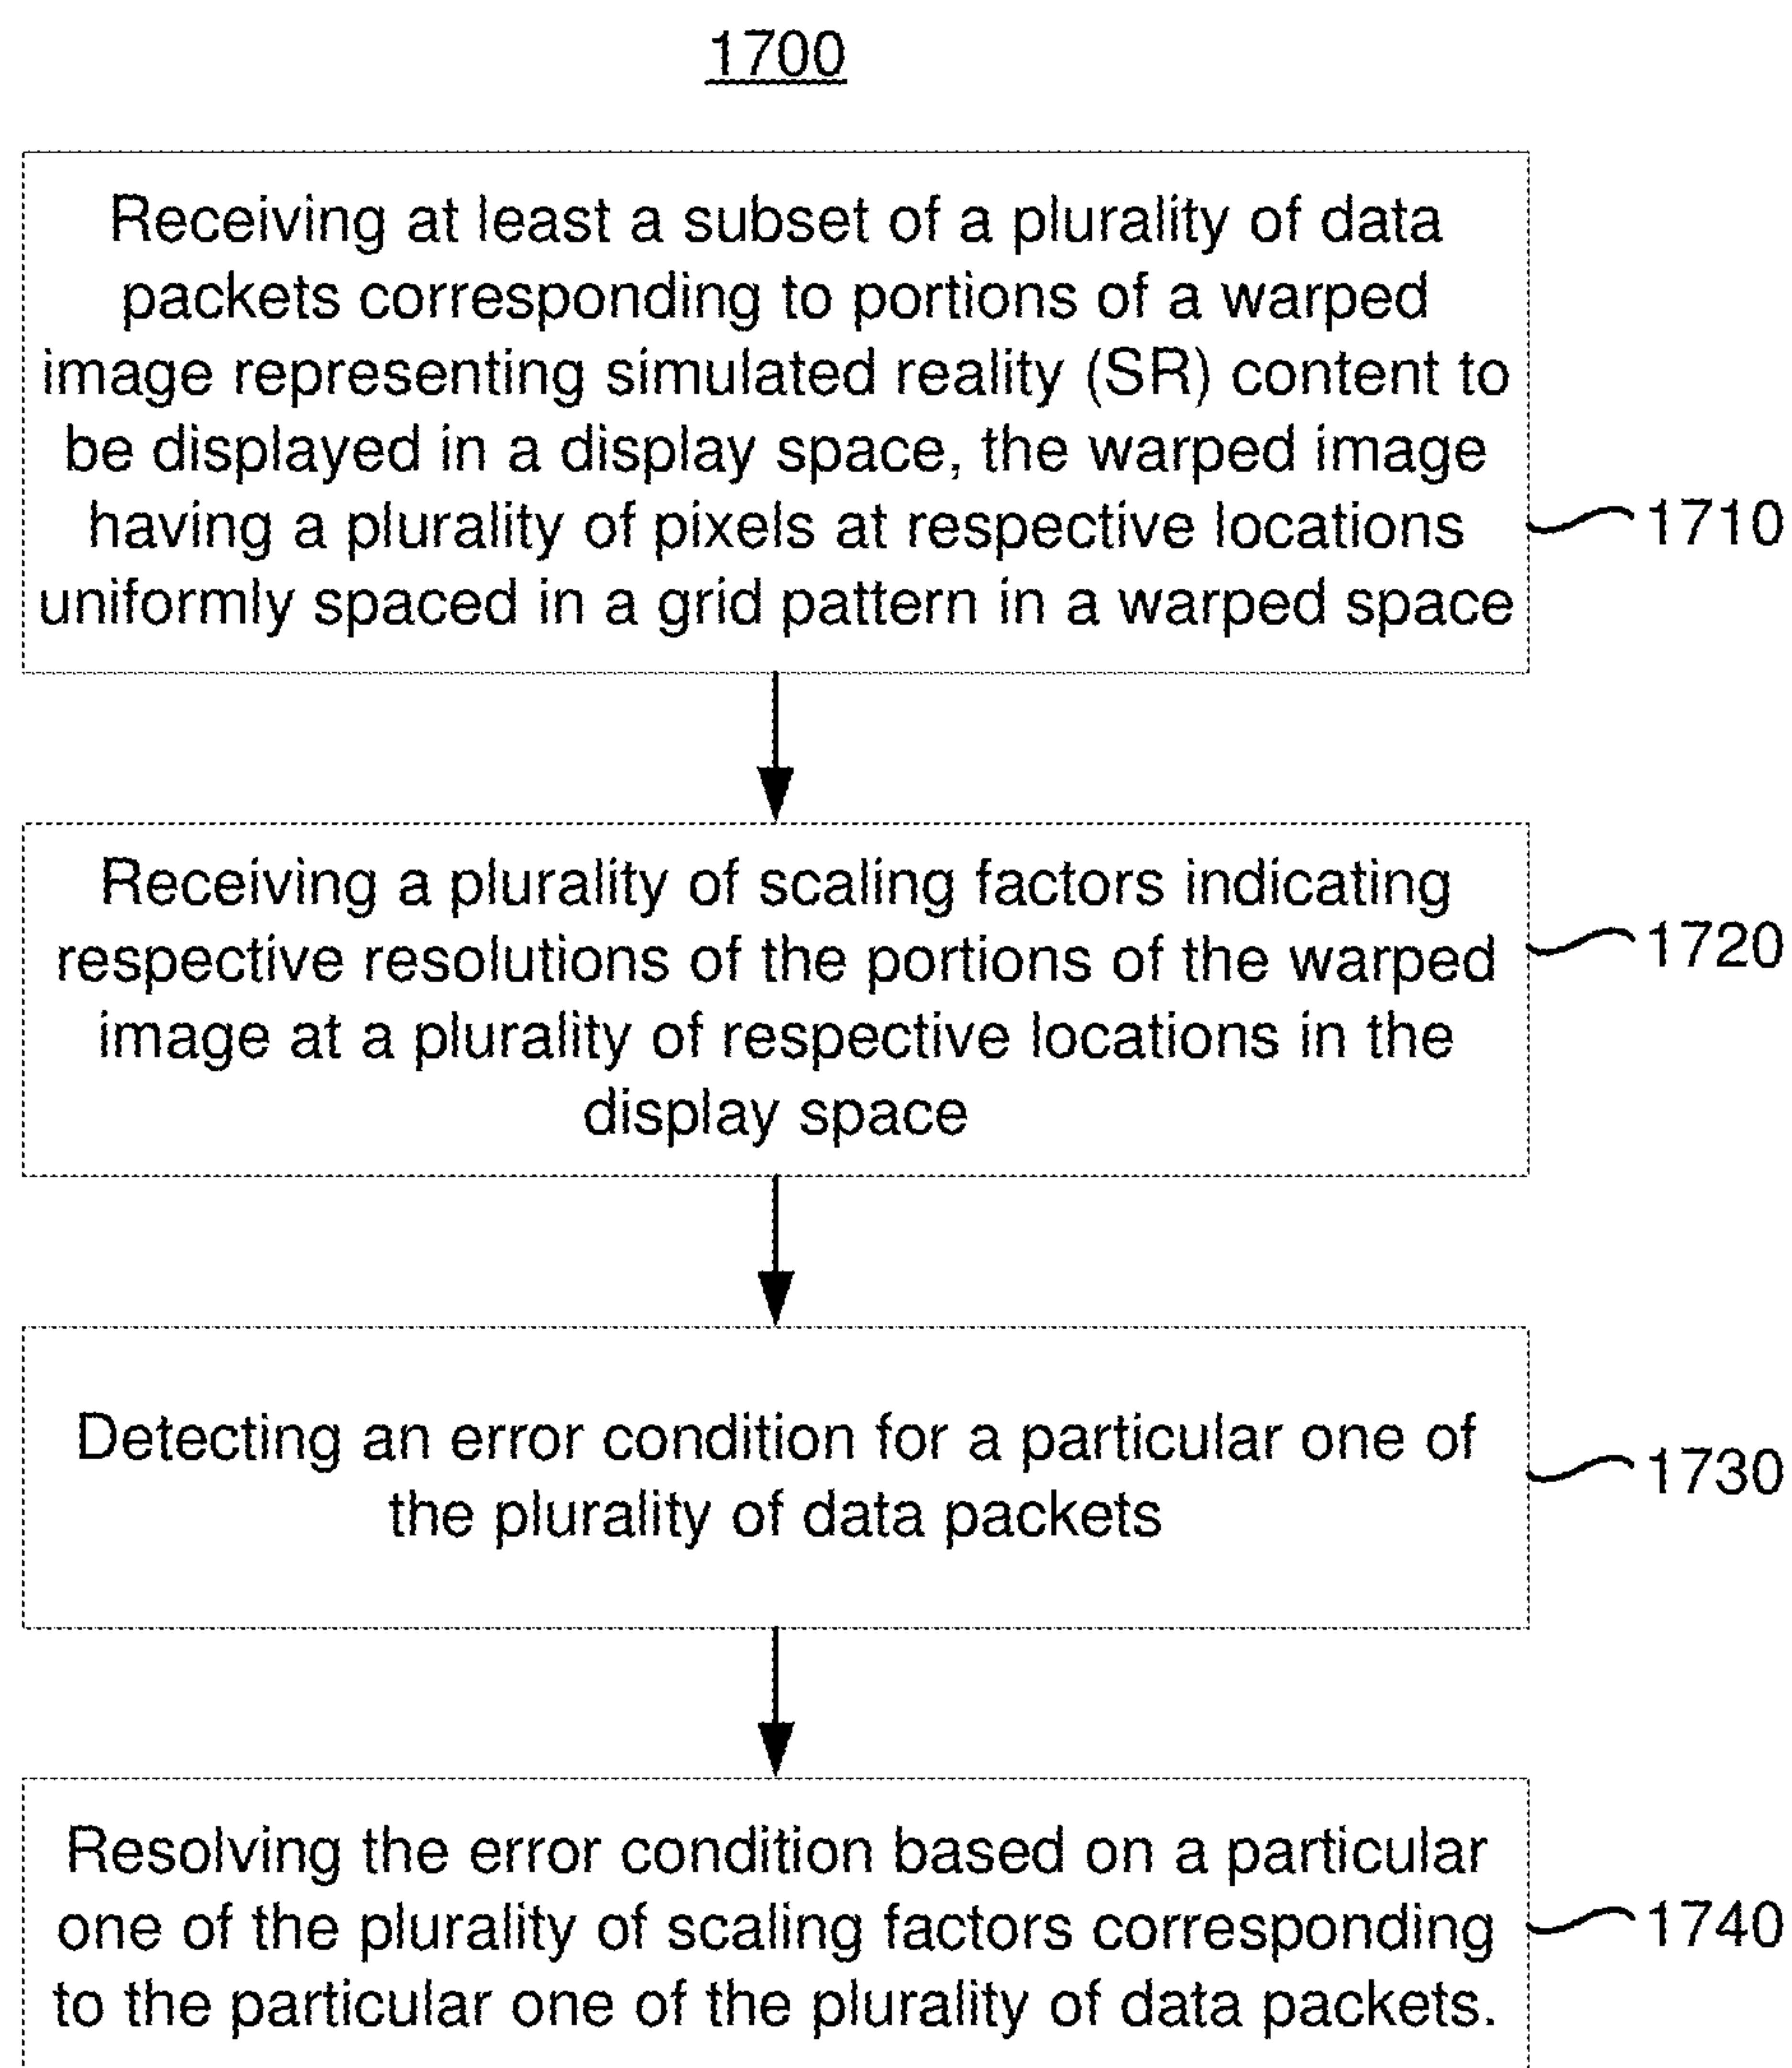 1700
Receiving at least a subset of a plurality of data
packets corresponding to portions of a warped
image representing simulated reality (SR) content to
be displayed in a display space, the warped image
having a plurality of pixels at respective locations
uniformly spaced in a grid pattern in a warped space
1710
Receiving a plurality of scaling factors indicating
respective resolutions of the portions of the warped
image at a plurality of respective locations in the
display space
1720
Detecting an error condition for a particular one of
the plurality of data packets
1730
Resolving the error condition based on a particular
one of the plurality of scaling factors corresponding
to the particular one of the plurality of data packets.
1740